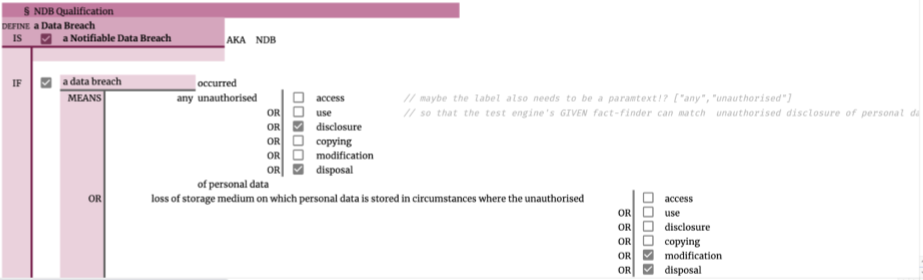 § NDB Qualification
DEFINE a Data Breach
IS a Notifiable Data Breach AKA NDB
IF a data breach occurred
MEANS any unauthorised access // maybe the label also needs to be a paramtext!? ["any","unauthorised"]
OR use // so that the test engine's GIVEN fact-finder can match unauthorised disclosure of personal da
OR disclosure
OR copying
OR modification
OR disposal
of personal data
OR loss of storage medium on which personal data is stored in circumstances where the unauthorised access
OR use
OR disclosure
OR copying
OR modification
OR disposal